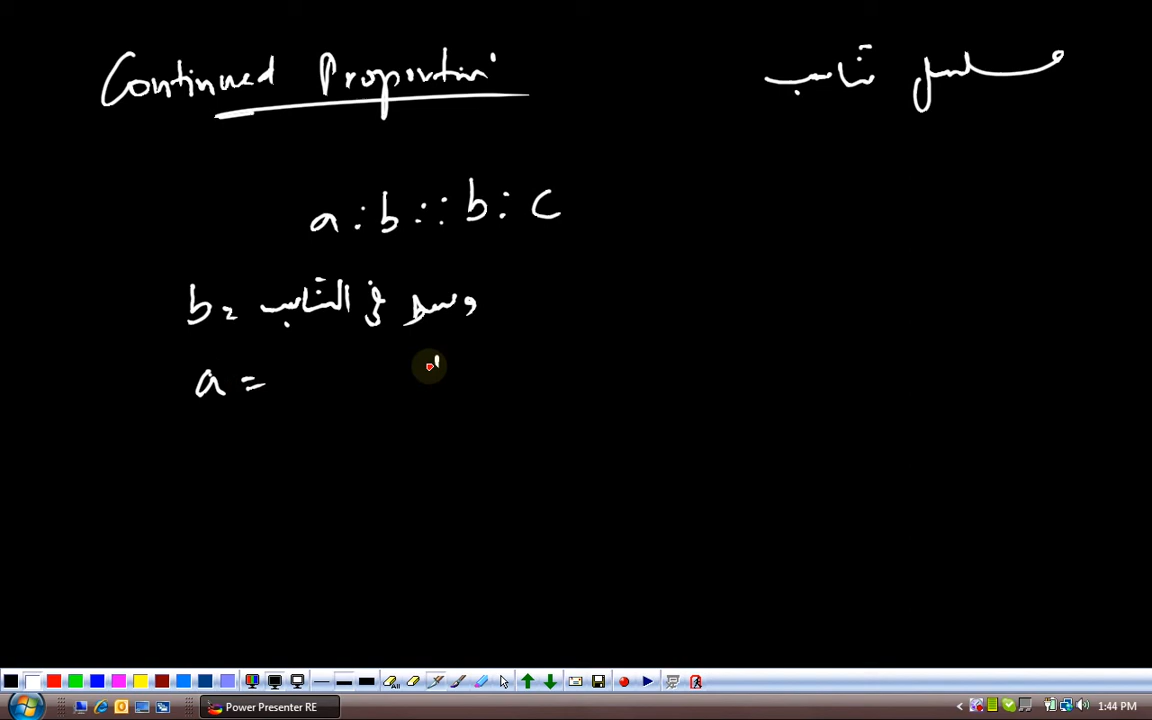 Continued Proportion
مسلسل تناسب
a : b :: b : c
b = وسط فی التناسب
a =
Power Presenter RE
1:44 PM